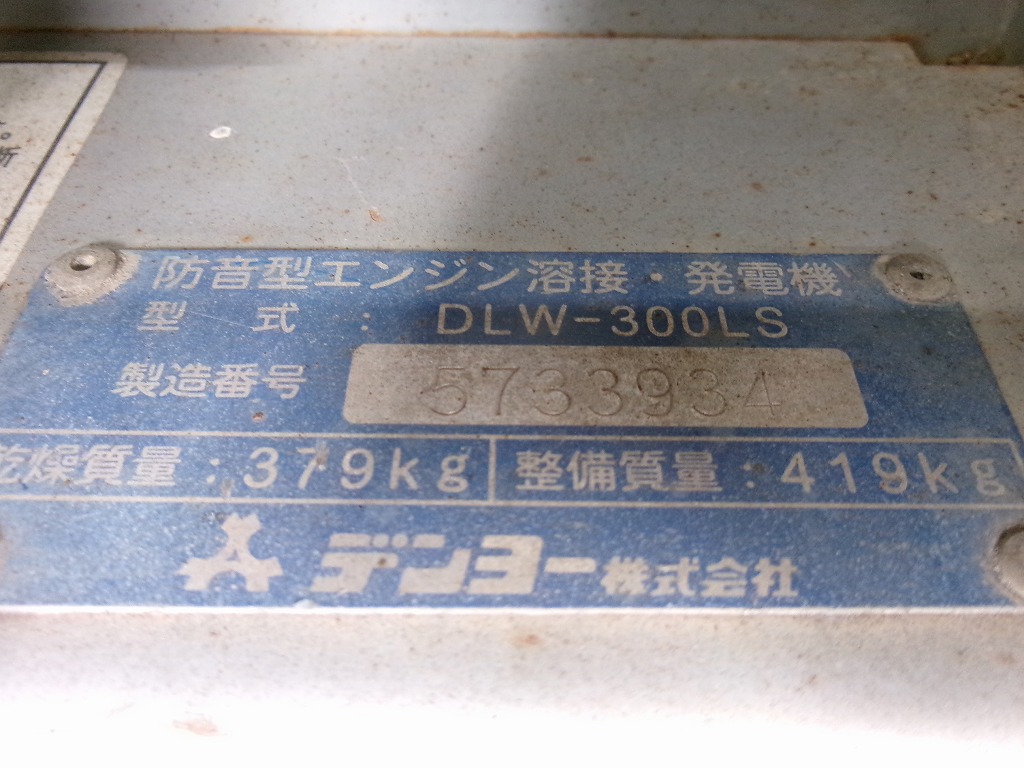 た。
断
防音型エンジン溶接・発電機
型 式 : DLW-300LS
製造番号 5733934
乾燥質量:379kg 整備質量:419kg
デンヨー株式会社